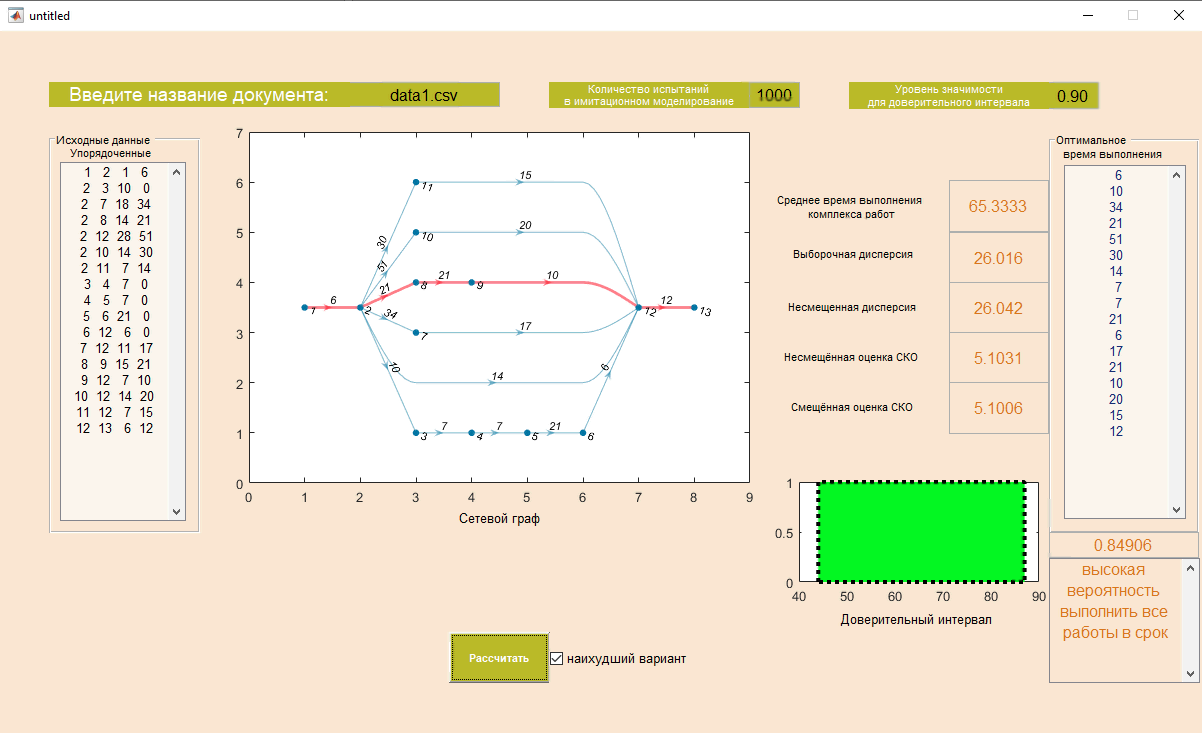 untitled
Введите название документа:
data1.csv
Количество испытаний
в имитационном моделирование
1000
Уровень значимости
для доверительного интервала
0.90
Исходные данные
Упорядоченные
1 2 1 6
2 3 10 0
2 7 18 34
2 8 14 21
2 12 28 51
2 10 14 30
2 11 7 14
3 4 7 0
4 5 7 0
5 6 21 0
6 12 6 0
7 12 11 17
8 9 15 21
9 12 7 10
10 12 14 20
11 12 7 15
12 13 6 12
7
6
5
4
3
2
1
0
0 1 2 3 4 5 6 7 8 9
11
15
30
10
20
51
21
8
21
9
10
6
1
2
12
12
13
34
7
17
10
14
6
3
7
4
7
5
21
6
Сетевой граф
Среднее время выполнения
комплекса работ
65.3333
Выборочная дисперсия
26.016
Несмещенная дисперсия
26.042
Несмещённая оценка СКО
5.1031
Смещённая оценка СКО
5.1006
Оптимальное
время выполнения
6
10
34
21
51
30
14
7
7
21
6
17
21
10
20
15
12
1
0.5
0
40 50 60 70 80 90
Доверительный интервал
0.84906
высокая
вероятность
выполнить все
работы в срок
Рассчитать
наихудший вариант